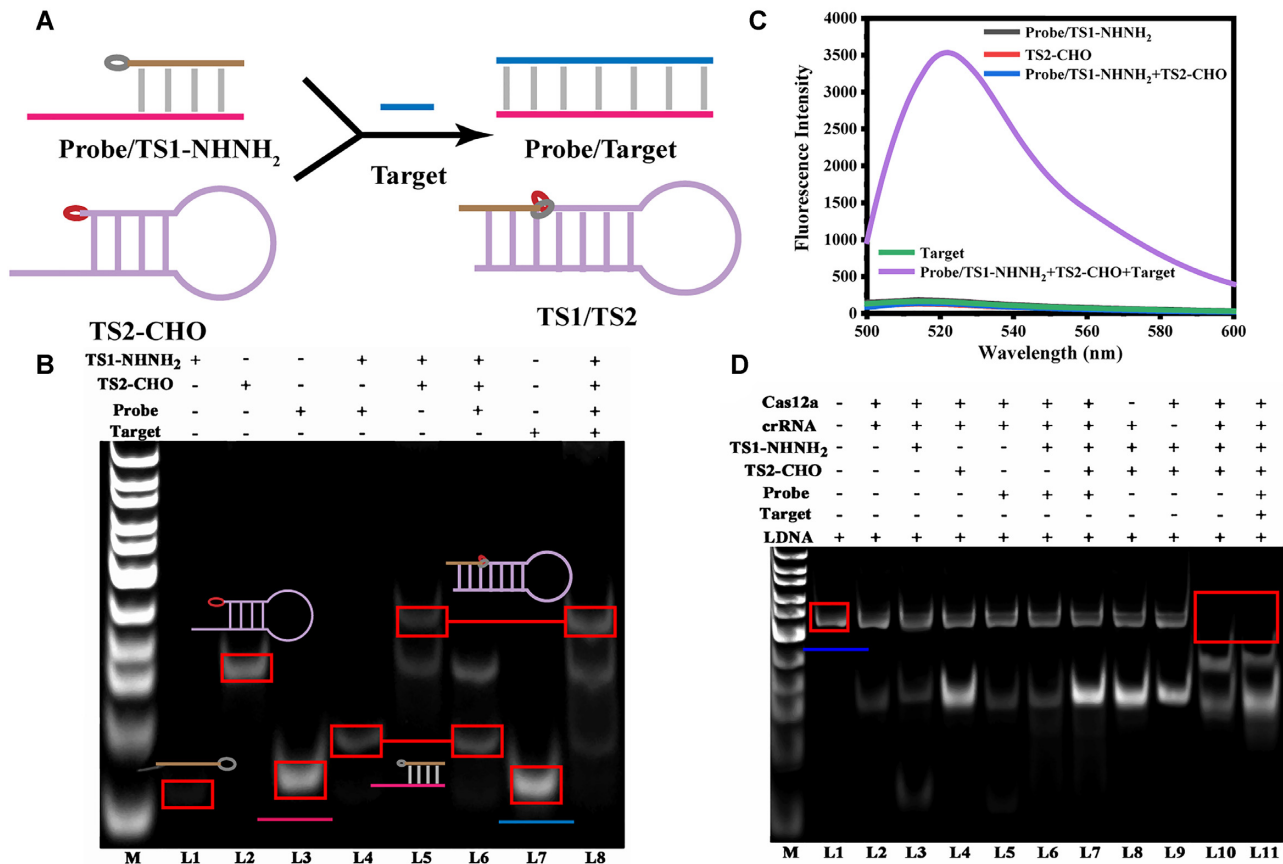 A
Probe/TS1-NHNH2
Target
Probe/Target
TS2-CHO
TS1/TS2
C
Fluorescence Intensity
4000
3500
3000
2500
2000
1500
1000
500
0
Probe/TS1-NHNH2
TS2-CHO
Probe/TS1-NHNH2+TS2-CHO
Target
Probe/TS1-NHNH2+TS2-CHO+Target
500 520 540 560 580 600
Wavelength (nm)
B
TS1-NHNH2 + - - + + + - +
TS2-CHO - + - - + + - +
Probe - - + + - + - +
Target - - - - - - + +
M L1 L2 L3 L4 L5 L6 L7 L8
D
Cas12a - + + + + + + - + + +
crRNA - + + + + + + + - + +
TS1-NHNH2 - - + - - + + + + + +
TS2-CHO - - - + - - + + + + +
Probe - - - - + + + - - - +
Target - - - - - - - - - - +
LDNA + + + + + + + + + + +
M L1 L2 L3 L4 L5 L6 L7 L8 L9 L10 L11